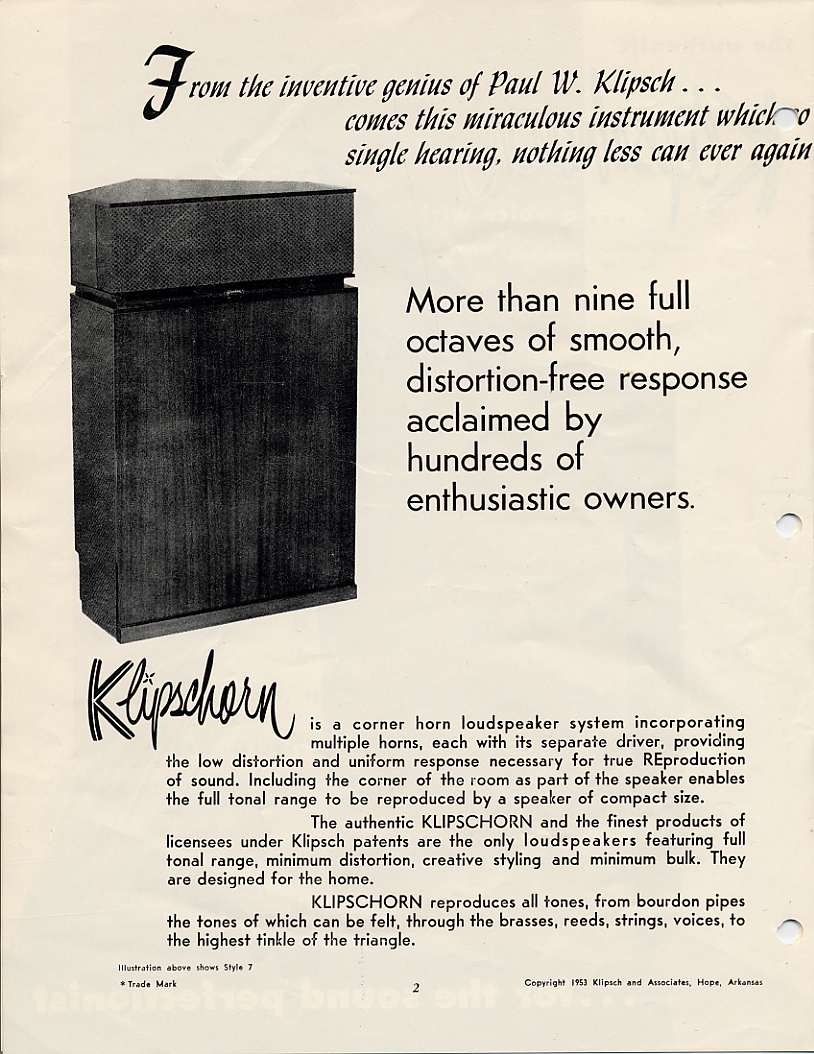 From the inventive genius of Paul W. Klipsch . . .
comes this miraculous instrument which so
single hearing, nothing less can ever again
More than nine full
octaves of smooth,
distortion-free response
acclaimed by
hundreds of
enthusiastic owners.
Klipschorn
is a corner horn loudspeaker system incorporating
multiple horns, each with its separate driver, providing
the low distortion and uniform response necessary for true REproduction
of sound. Including the corner of the room as part of the speaker enables
the full tonal range to be reproduced by a speaker of compact size.
The authentic KLIPSCHORN and the finest products of
licensees under Klipsch patents are the only loudspeakers featuring full
tonal range, minimum distortion, creative styling and minimum bulk. They
are designed for the home.
KLIPSCHORN reproduces all tones, from bourdon pipes
the tones of which can be felt, through the brasses, reeds, strings, voices, to
the highest tinkle of the triangle.
Illustration above shows Style 7
* Trade Mark
2
Copyright 1953 Klipsch and Associates, Hope, Arkansas